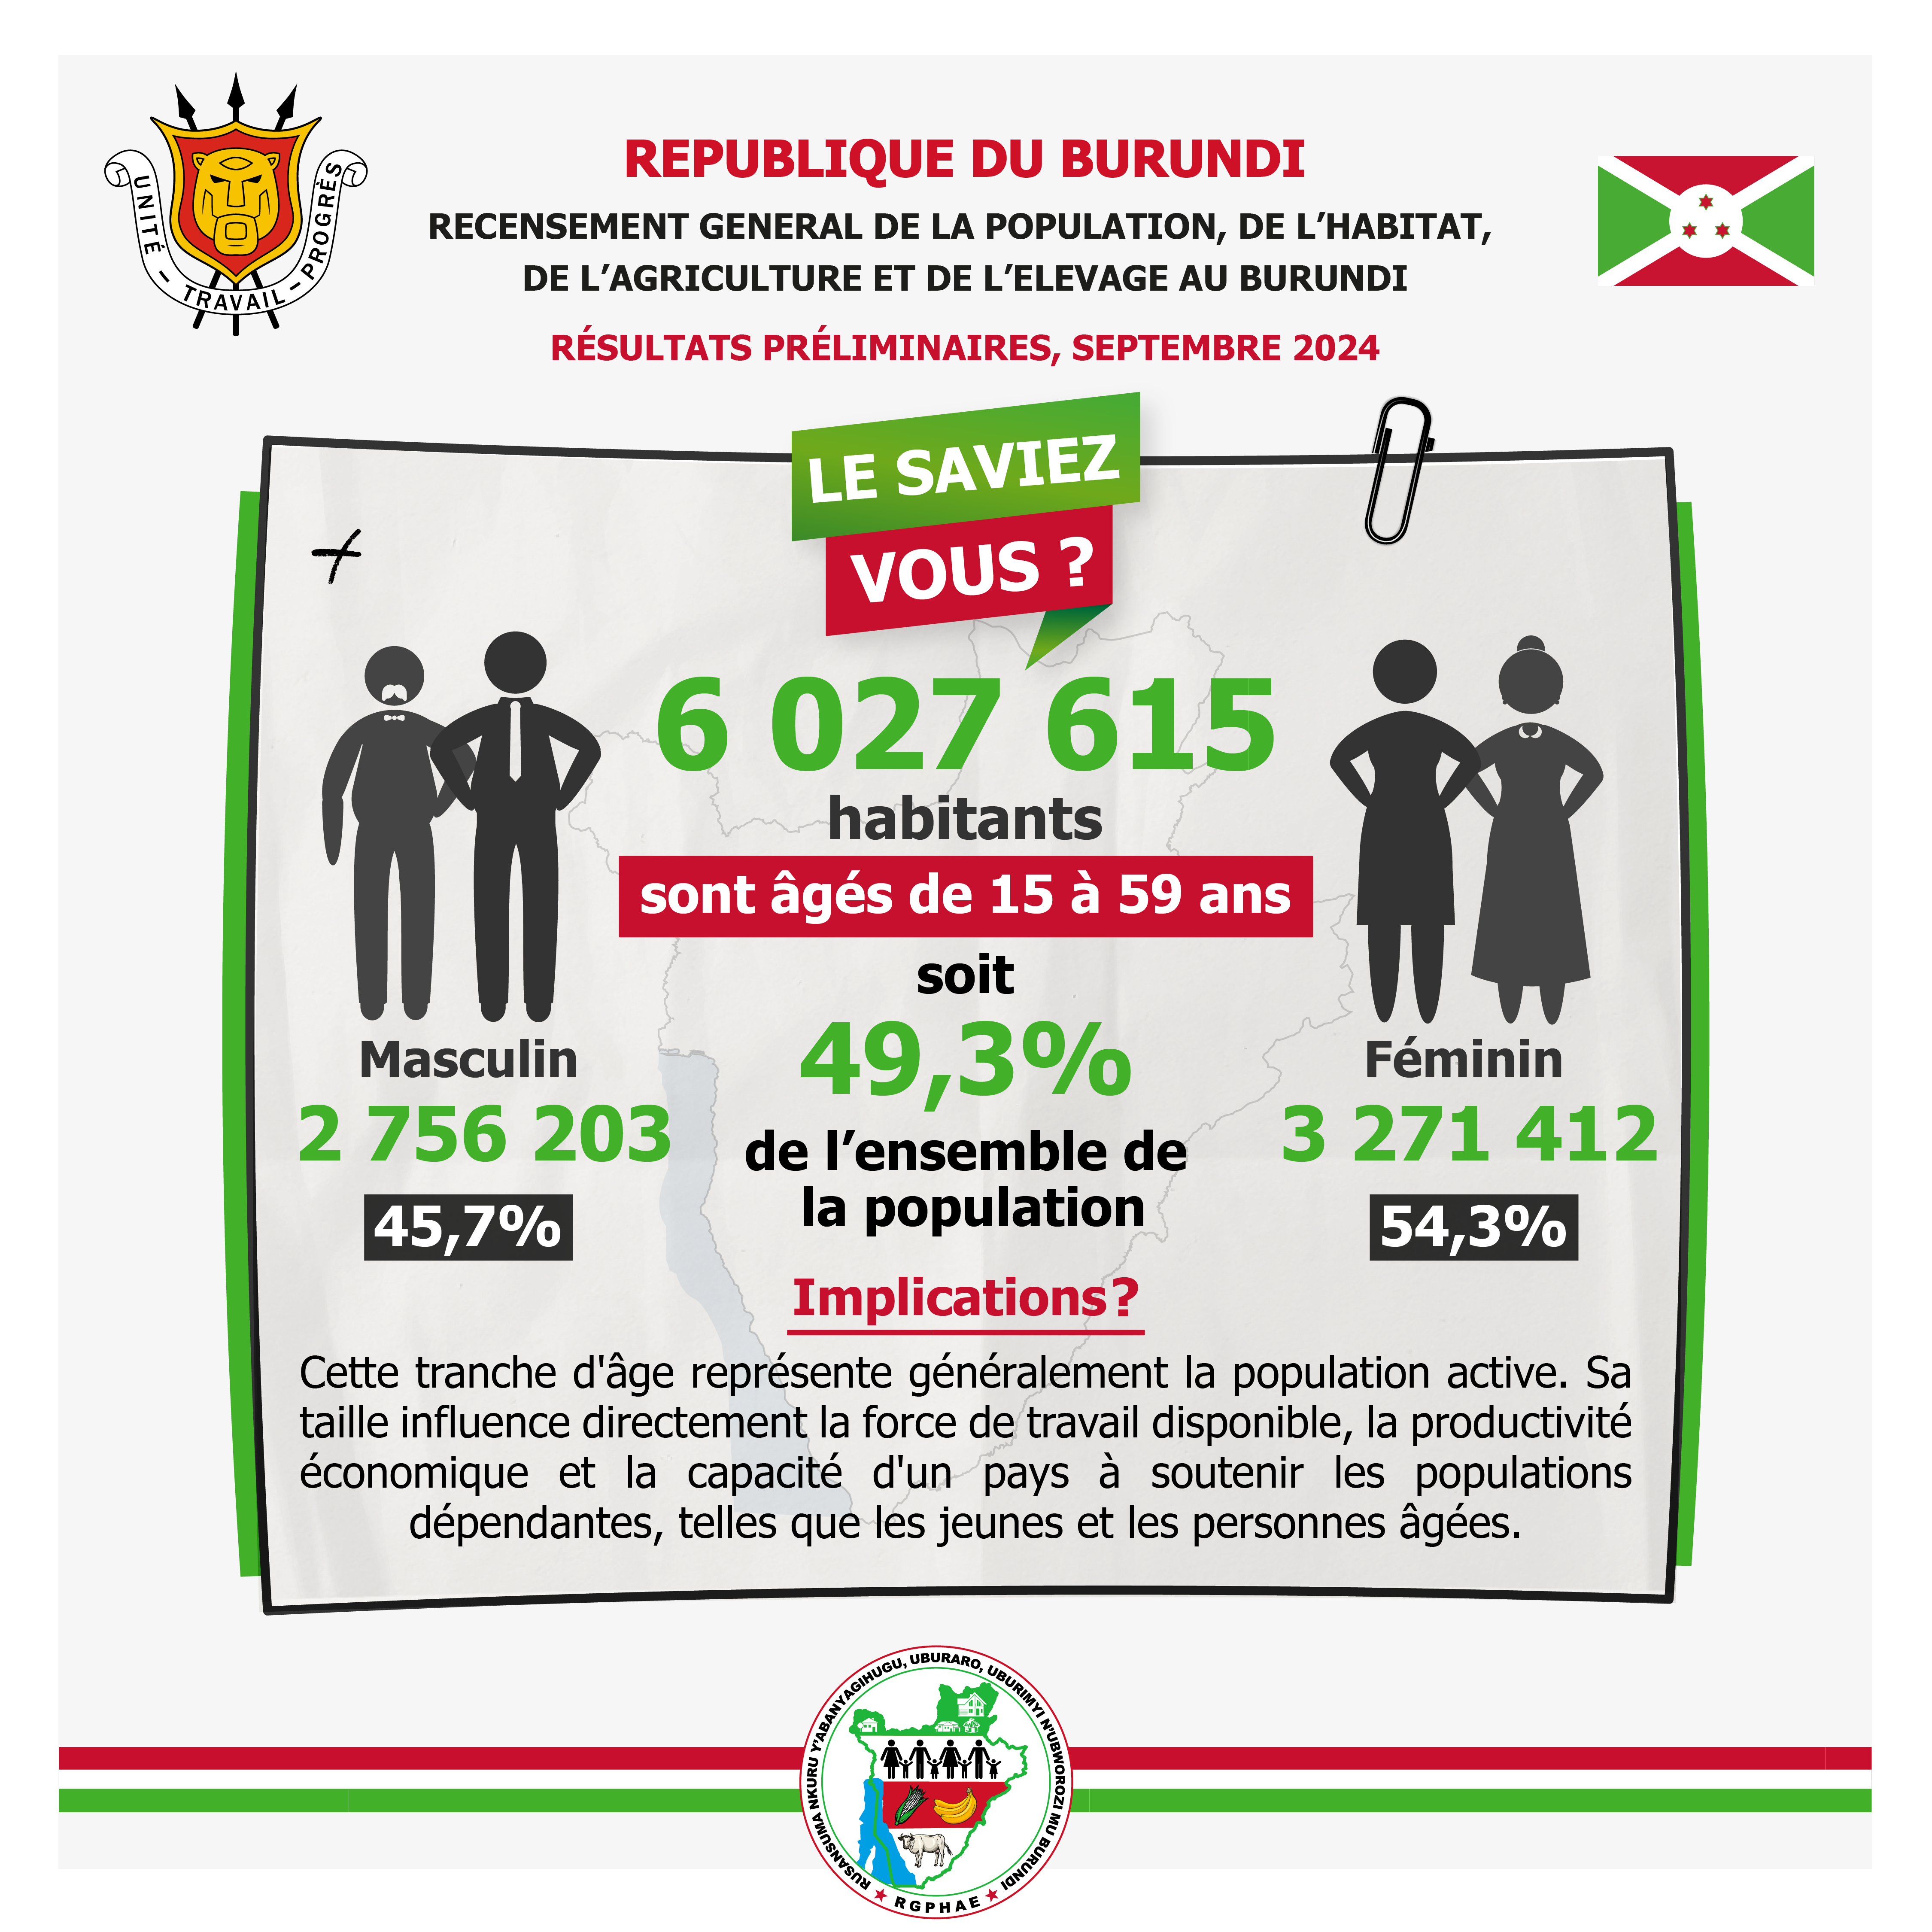 UNITÉ – TRAVAIL – PROGRÈS
REPUBLIQUE DU BURUNDI
RECENSEMENT GENERAL DE LA POPULATION, DE L’HABITAT,
DE L’AGRICULTURE ET DE L’ELEVAGE AU BURUNDI
RÉSULTATS PRÉLIMINAIRES, SEPTEMBRE 2024
LE SAVIEZ
VOUS ?
6 027 615
habitants
sont âgés de 15 à 59 ans
soit
49,3%
de l’ensemble de
la population
Masculin
2 756 203
45,7%
Féminin
3 271 412
54,3%
Implications?
Cette tranche d'âge représente généralement la population active. Sa
taille influence directement la force de travail disponible, la productivité
économique et la capacité d'un pays à soutenir les populations
dépendantes, telles que les jeunes et les personnes âgées.
RUSANSUMA NKURU Y’ABANYAGIHUGU, UBURARO, UBURIMYI N’UBWOROZI MU BURUNDI
RGPHAE